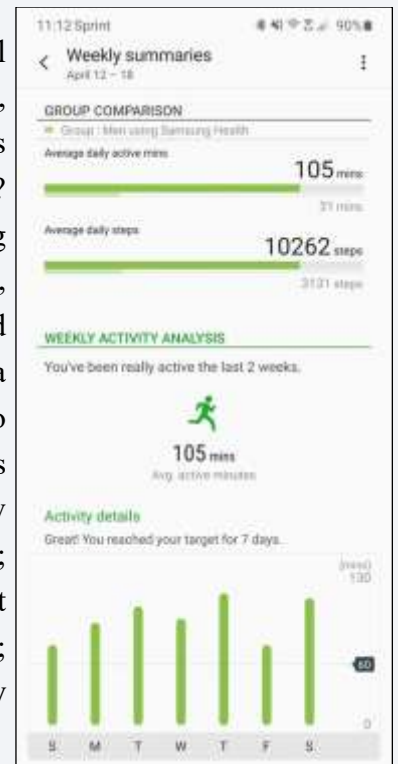 11:12 Sprint 90%
Weekly summaries
April 12 – 18
GROUP COMPARISON
Group : Men using Samsung Health
Average daily active mins
105 mins
31 mins
Average daily steps
10262 steps
3131 steps
WEEKLY ACTIVITY ANALYSIS
You've been really active the last 2 weeks.
105 mins
Avg. active minutes
Activity details
Great! You reached your target for 7 days.
(mins)
130
60
0
S M T W T F S
l
,
s
?
g
,
d
a
o
s
y
;
t
;
y